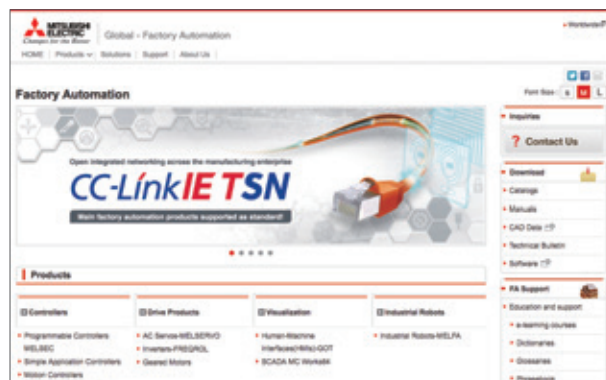 MITSUBISHI
ELECTRIC
Changes for the Better
Global - Factory Automation
Worldwide
HOME Products Solutions Support About Us
Font Size : S M L
Factory Automation
Open integrated networking across the manufacturing enterprise
CC-Link IE TSN
Main factory automation products supported as standard!
Inquiries
? Contact Us
Download
Catalogs
Manuals
CAD Data
Technical Bulletin
Software
FA Support
Education and support
e-learning courses
Dictionaries
Glossaries
Products
Controllers
Programmable Controllers
MELSEC
Simple Application Controllers
Motion Controllers
Drive Products
AC Servos-MELSERVO
Inverters-FREQROL
Geared Motors
Visualization
Human-Machine
Interfaces(HMIs)-GOT
SCADA MC Works64
Industrial Robots
Industrial Robots-MELFA